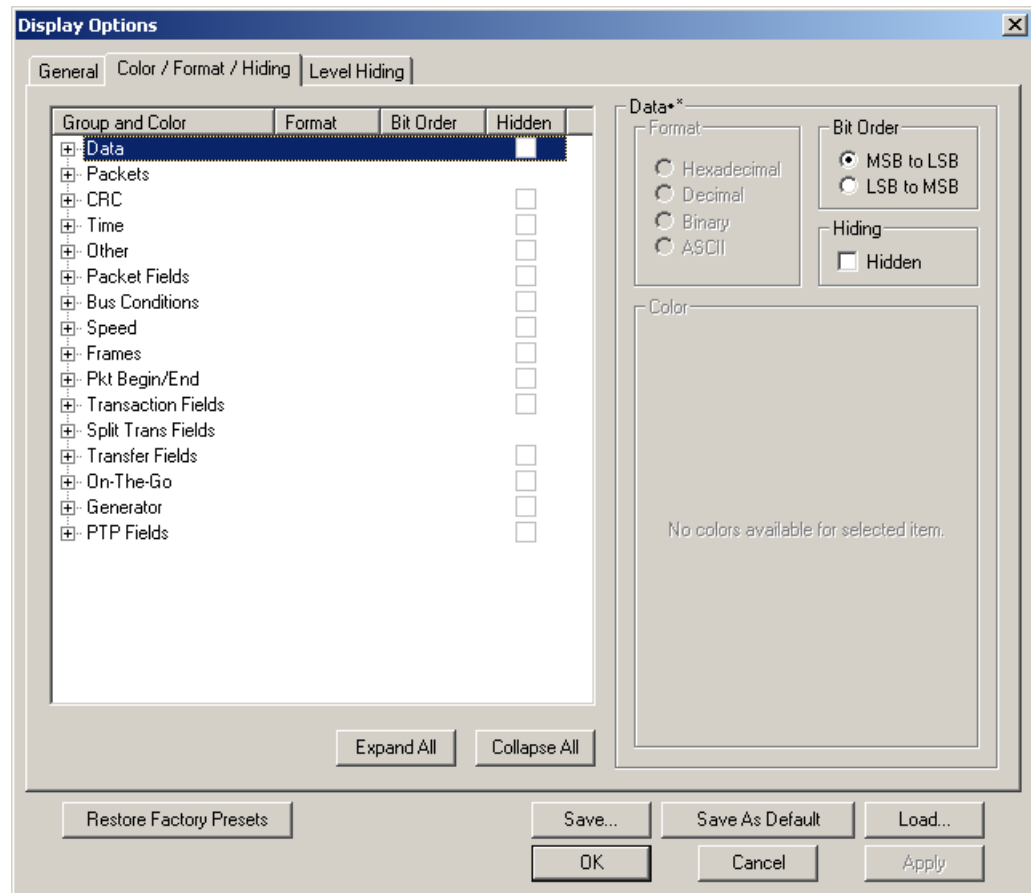 Display Options
General Color / Format / Hiding Level Hiding
Group and Color Format Bit Order Hidden
Data
Packets
CRC
Time
Other
Packet Fields
Bus Conditions
Speed
Frames
Pkt Begin/End
Transaction Fields
Split Trans Fields
Transfer Fields
On-The-Go
Generator
PTP Fields
Expand All Collapse All
Data•*
Format
Hexadecimal
Decimal
Binary
ASCII
Bit Order
MSB to LSB
LSB to MSB
Hiding
Hidden
Color
No colors available for selected item.
Restore Factory Presets Save... Save As Default Load...
OK Cancel Apply